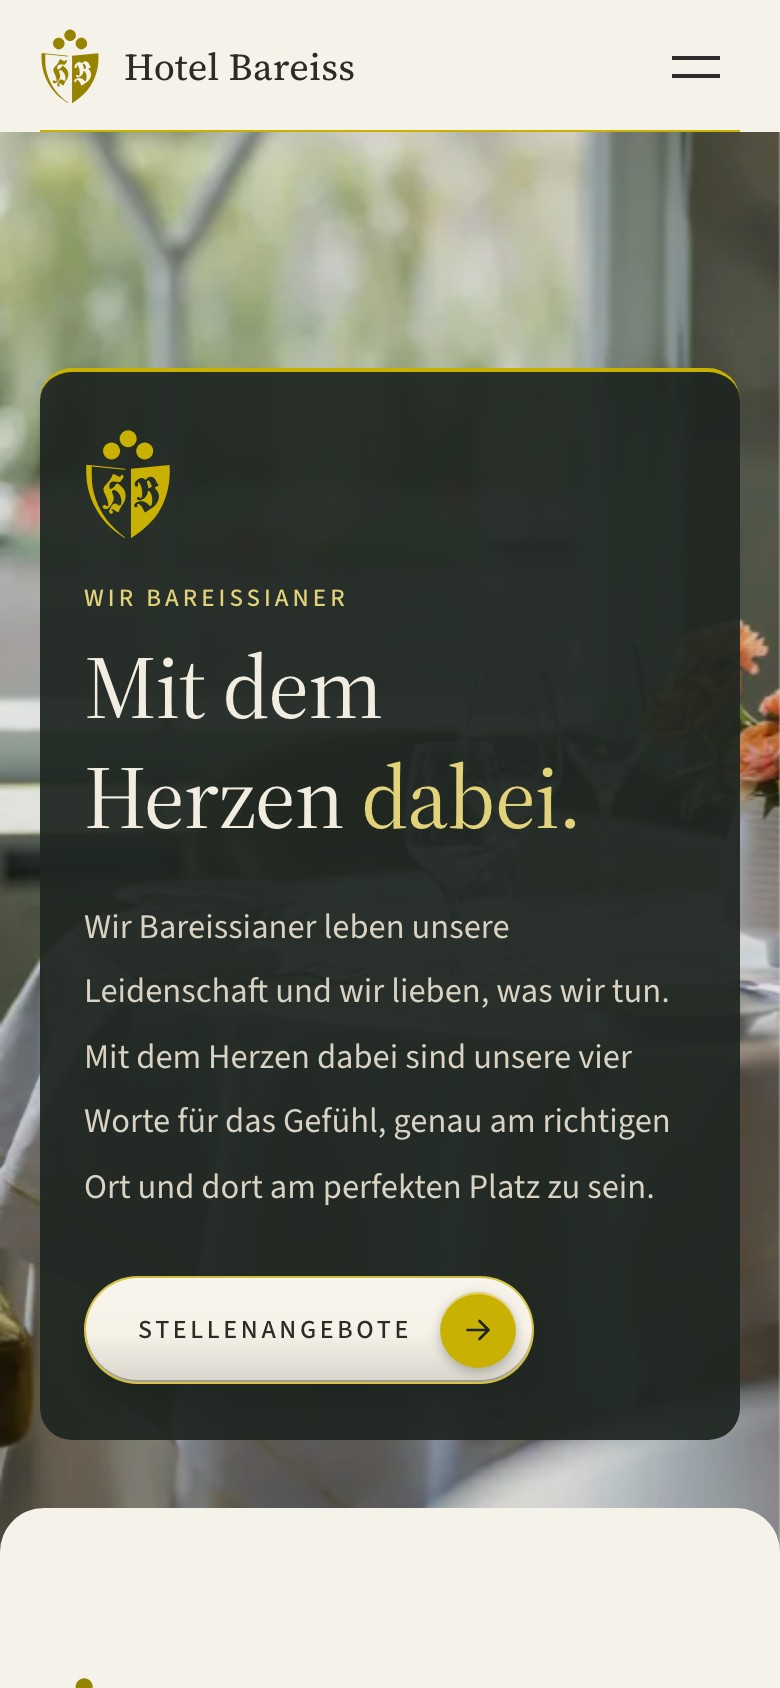 HB
Hotel Bareiss
HB
WIR BAREISSIANER
Mit dem
Herzen dabei.
Wir Bareissianer leben unsere
Leidenschaft und wir lieben, was wir tun.
Mit dem Herzen dabei sind unsere vier
Worte für das Gefühl, genau am richtigen
Ort und dort am perfekten Platz zu sein.
STELLENANGEBOTE